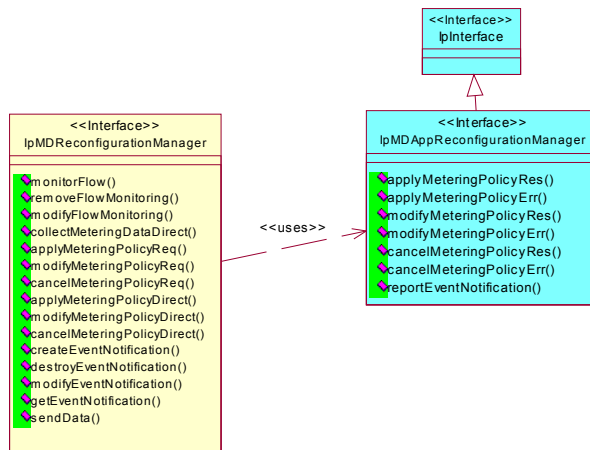 <<Interface>>
IpInterface
<<Interface>>
IpMDReconfigurationManager
monitorFlow()
removeFlowMonitoring()
modifyFlowMonitoring()
collectMeteringDataDirect()
applyMeteringPolicyReq()
modifyMeteringPolicyReq()
cancelMeteringPolicyReq()
applyMeteringPolicyDirect()
modifyMeteringPolicyDirect()
cancelMeteringPolicyDirect()
createEventNotification()
destroyEventNotification()
modifyEventNotification()
getEventNotification()
sendData()
<<uses>>
<<Interface>>
IpMDAppReconfigurationManager
applyMeteringPolicyRes()
applyMeteringPolicyErr()
modifyMeteringPolicyRes()
modifyMeteringPolicyErr()
cancelMeteringPolicyRes()
cancelMeteringPolicyErr()
reportEventNotification()